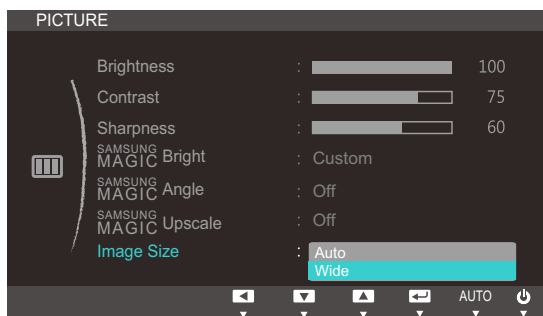 PICTURE
Brightness : 100
Contrast : 75
Sharpness : 60
SAMSUNG MAGIC Bright : Custom
SAMSUNG MAGIC Angle : Off
SAMSUNG MAGIC Upscale : Off
Image Size : Auto
Wide
AUTO